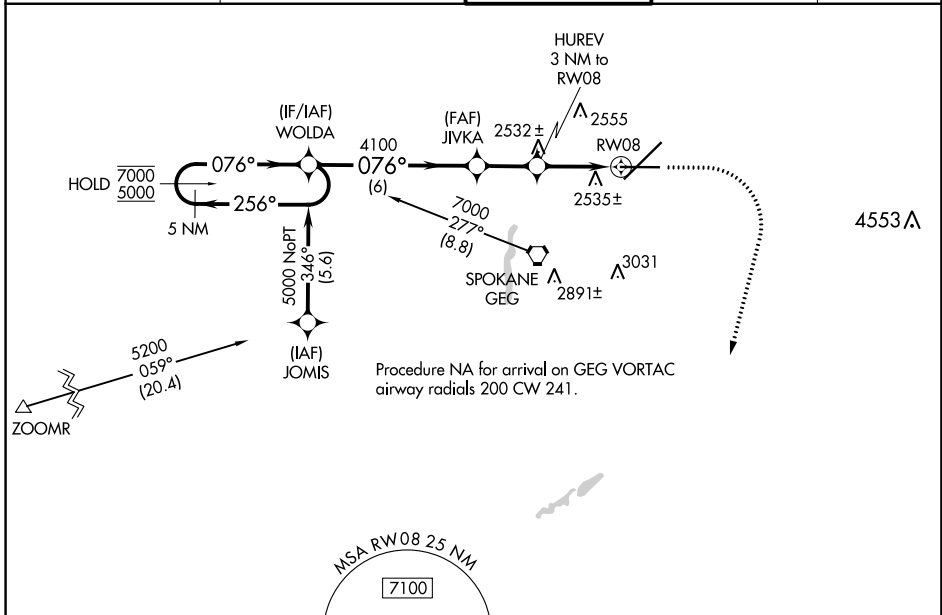 HUREV
3 NM to
RW08
2555
(IF/IAF)
WOLDA
(FAF)
JIVKA
2532 ±
RW08
4100
076°
076°
(6)
HOLD
7000
5000
256°
5 NM
2535±
7000
277°
(8.8)
4553
5000 NoPT
346°
(5.6)
SPOKANE
GEG
2891±
3031
(IAF)
JOMIS
5200
059°
(20.4)
ZOOMR
Procedure NA for arrival on GEG VORTAC
airway radials 200 CW 241.
MSA RW08 25 NM
7100